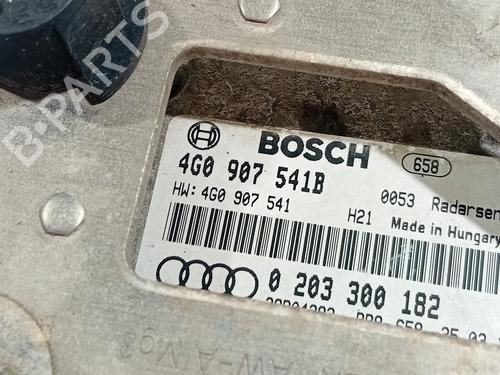 B-PARTS
BOSCH 658
4G0 907 541B
0053 Radarsen
HW: 4G0 907 541 H21 Made in Hungary
0 203 300 182